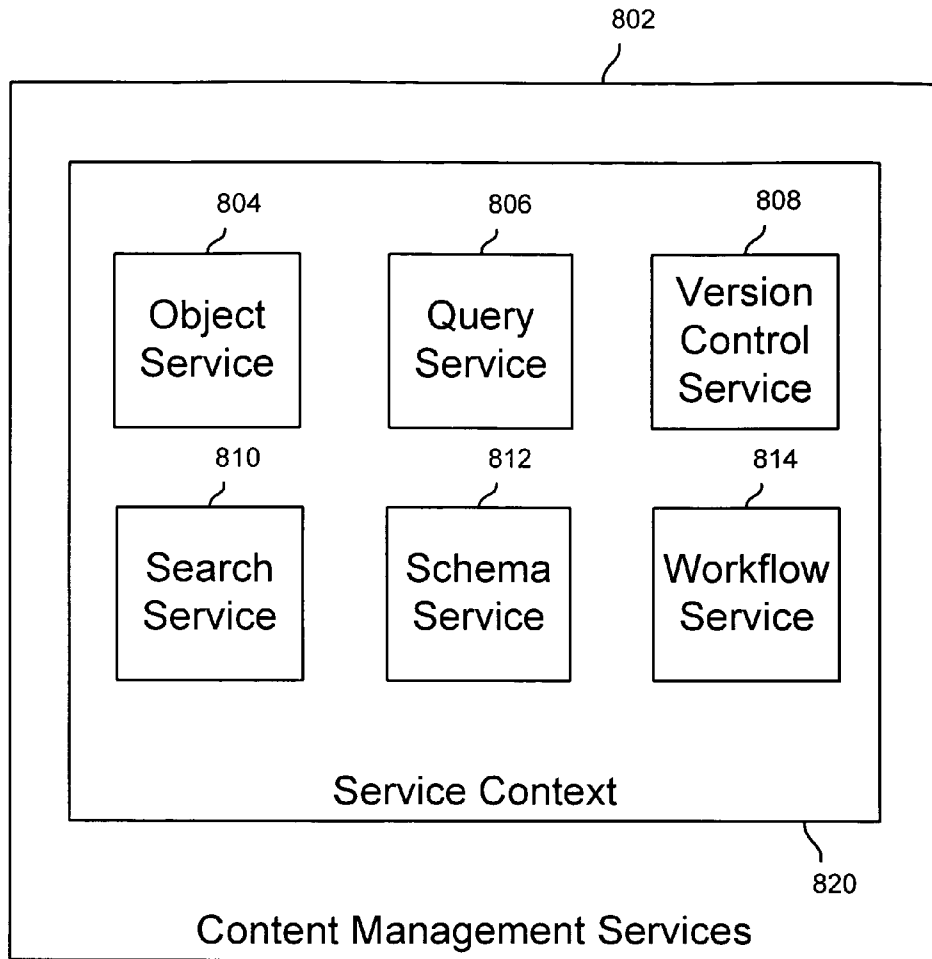 802
804
806
808
Object
Service
Query
Service
Version
Control
Service
810
812
814
Search
Service
Schema
Service
Workflow
Service
Service Context
820
Content Management Services